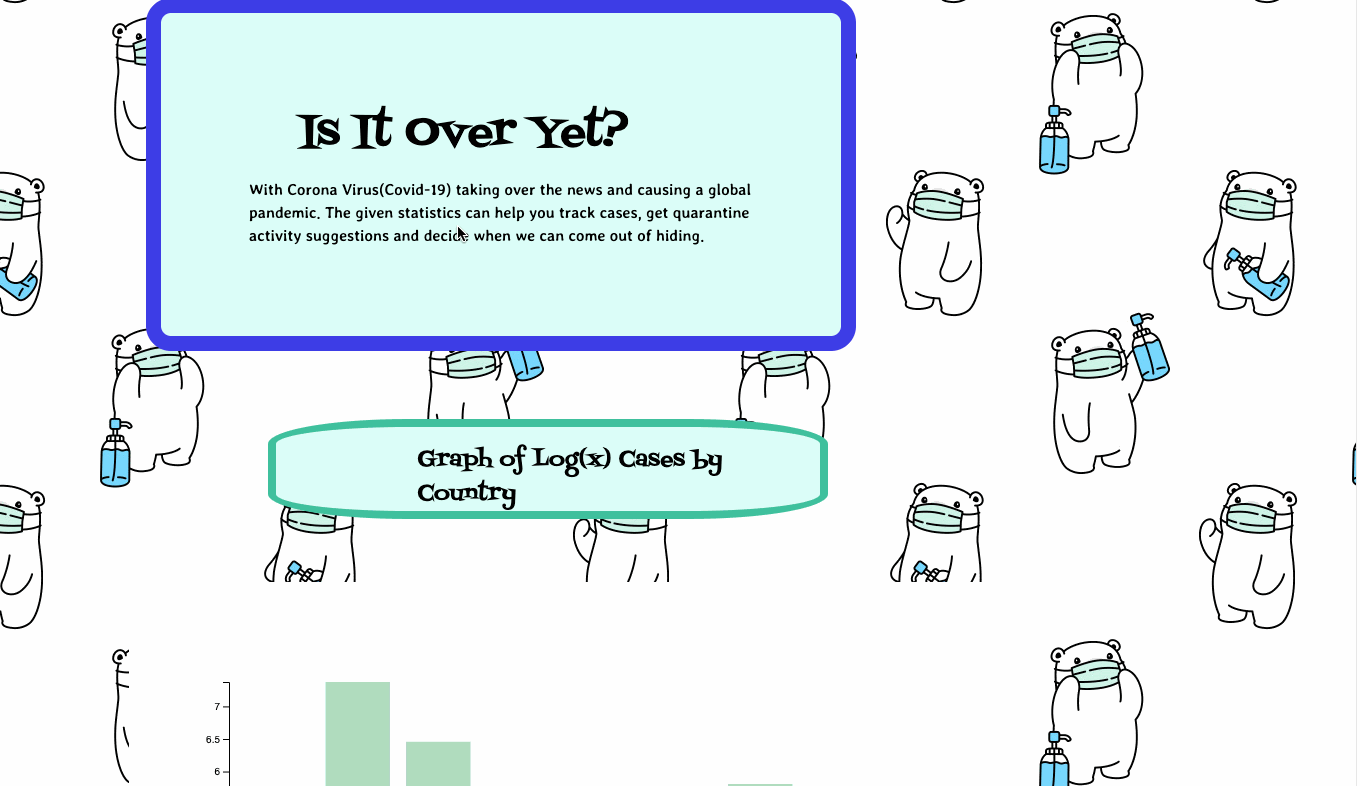 Is It Over Yet?
With Corona Virus(Covid-19) taking over the news and causing a global
pandemic. The given statistics can help you track cases, get quarantine
activity suggestions and decide when we can come out of hiding.
Graph of Log(x) Cases by
Country
7
6.5
6